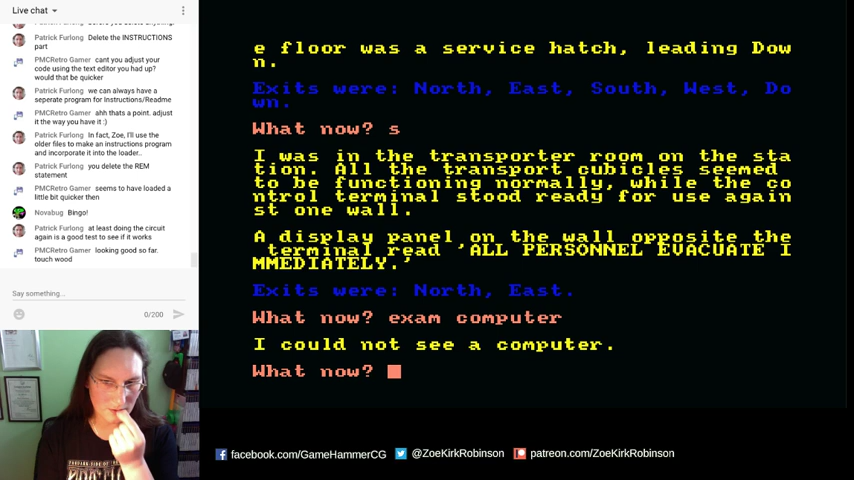 Live chat
Patrick Furlong Delete the INSTRUCTIONS
part
PMCRetro Gamer cant you adjust your
code using the text editor you had up?
would that be quicker
Patrick Furlong we can always have a
seperate program for Instructions/Readme
PMCRetro Gamer ahh thats a point. adjust
it the way you have it :)
Patrick Furlong In fact, Zoe, I'll use the
older files to make an instructions program
and incorporate it into the loader..
Patrick Furlong you delete the REM
statement
PMCRetro Gamer seems to have loaded a
little bit quicker then
Novabug Bingo!
Patrick Furlong at least doing the circuit
again is a good test to see if it works
PMCRetro Gamer looking good so far.
touch wood
Say something...
0/200
e floor was a service hatch, leading Dow
n.
Exits were: North, East, South, West, Do
wn.
What now? s
I was in the transporter room on the sta
tion. All the transport cubicles seemed
to be functioning normally, while the co
ntrol terminal stood ready for use again
st one wall.
A display panel on the wall opposite the
terminal read 'ALL PERSONNEL EVACUATE I
MMEDIATELY.'
Exits were: North, East.
What now? exam computer
I could not see a computer.
What now?
facebook.com/GameHammerCG
@ZoeKirkRobinson
patreon.com/ZoeKirkRobinson